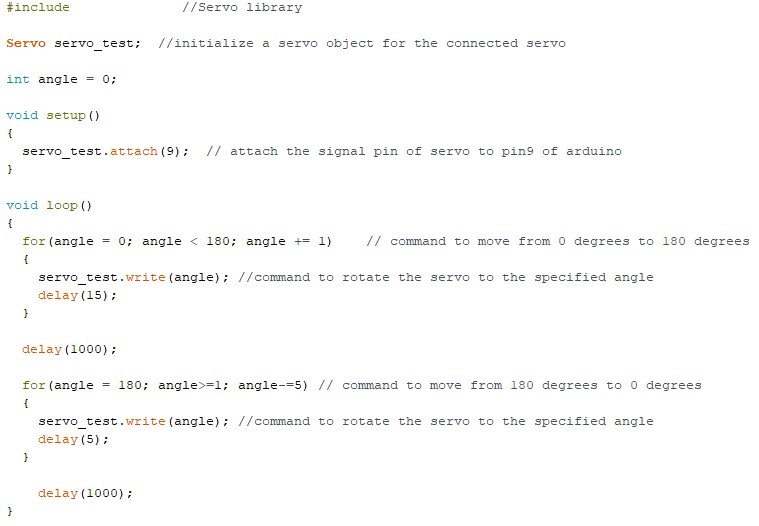 #include              //Servo library
Servo servo_test;  //initialize a servo object for the connected servo
int angle = 0;
void setup()
{
  servo_test.attach(9);  // attach the signal pin of servo to pin9 of arduino
}
void loop()
{
  for(angle = 0; angle < 180; angle += 1)    // command to move from 0 degrees to 180 degrees
  {
    servo_test.write(angle); //command to rotate the servo to the specified angle
    delay(15);
  }
  delay(1000);
  for(angle = 180; angle>=1; angle-=5) // command to move from 180 degrees to 0 degrees
  {
    servo_test.write(angle); //command to rotate the servo to the specified angle
    delay(5);
  }
    delay(1000);
}